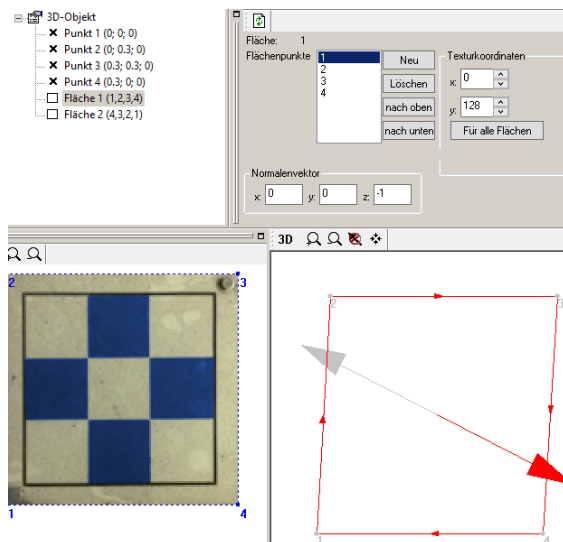 3D-Objekt
Punkt 1 (0; 0; 0)
Punkt 2 (0; 0.3; 0)
Punkt 3 (0.3; 0.3; 0)
Punkt 4 (0.3; 0; 0)
Fläche 1 (1,2,3,4)
Fläche 2 (4,3,2,1)
Fläche: 1
Flächenpunkte
1
2
3
4
Neu
Löschen
nach oben
nach unten
Texturkoordinaten
x: 0
y: 128
Für alle Flächen
Normalenvektor
x: 0 y: 0 z: -1
3D
2 3
1 4
2 3
1 4